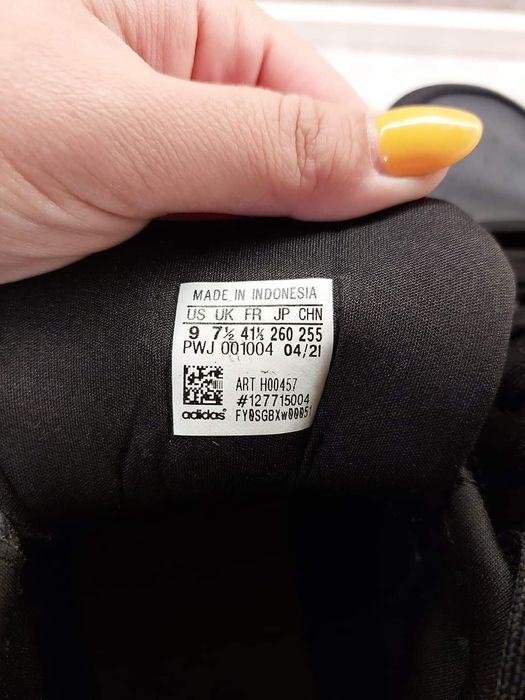 MADE IN INDONESIA
US UK FR JP CHN
9 7½ 41⅓ 260 255
PWJ 001004 04/21
ART H00457
#127715004
adidas FY0SGBXw00051